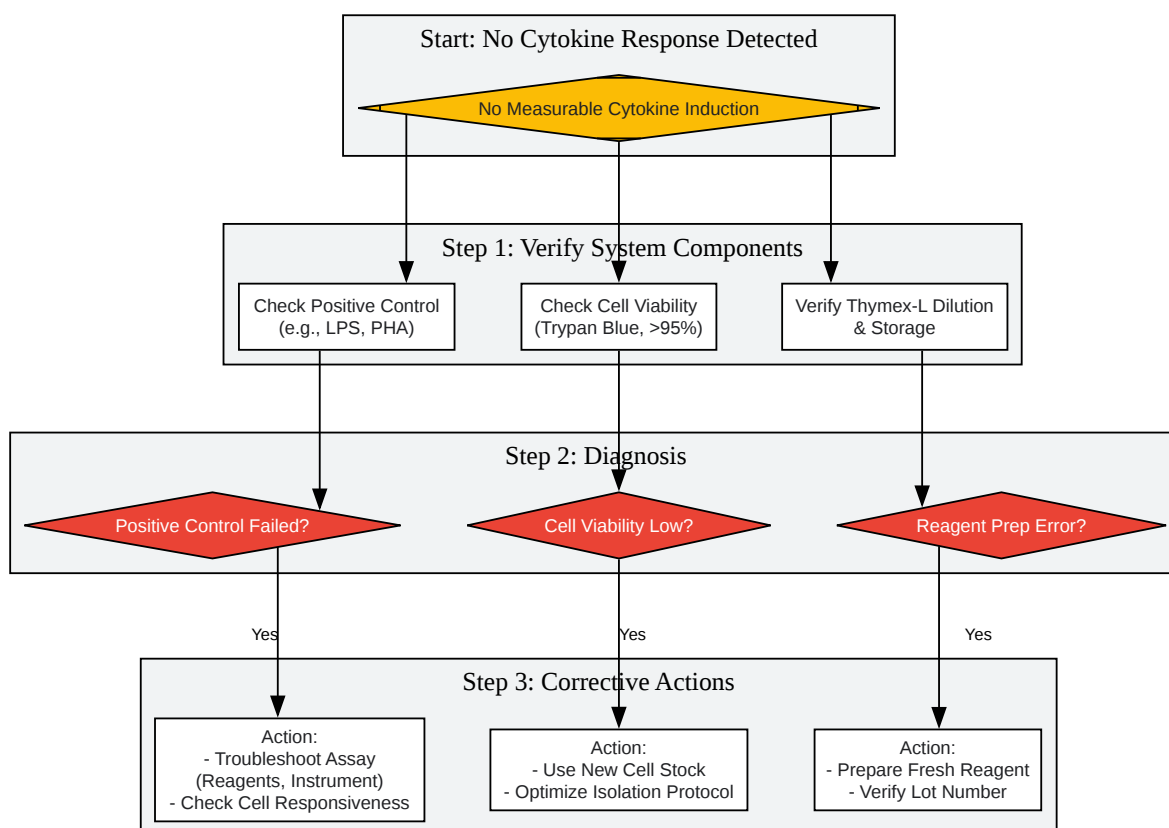 Start: No Cytokine Response Detected
No Measurable Cytokine Induction
Step 1: Verify System Components
Check Positive Control
(e.g., LPS, PHA)
Check Cell Viability
(Trypan Blue, >95%)
Verify Thymex-L Dilution
& Storage
Step 2: Diagnosis
Positive Control Failed?
Cell Viability Low?
Reagent Prep Error?
Yes
Yes
Yes
Step 3: Corrective Actions
Action:
- Troubleshoot Assay
(Reagents, Instrument)
- Check Cell Responsiveness
Action:
- Use New Cell Stock
- Optimize Isolation Protocol
Action:
- Prepare Fresh Reagent
- Verify Lot Number